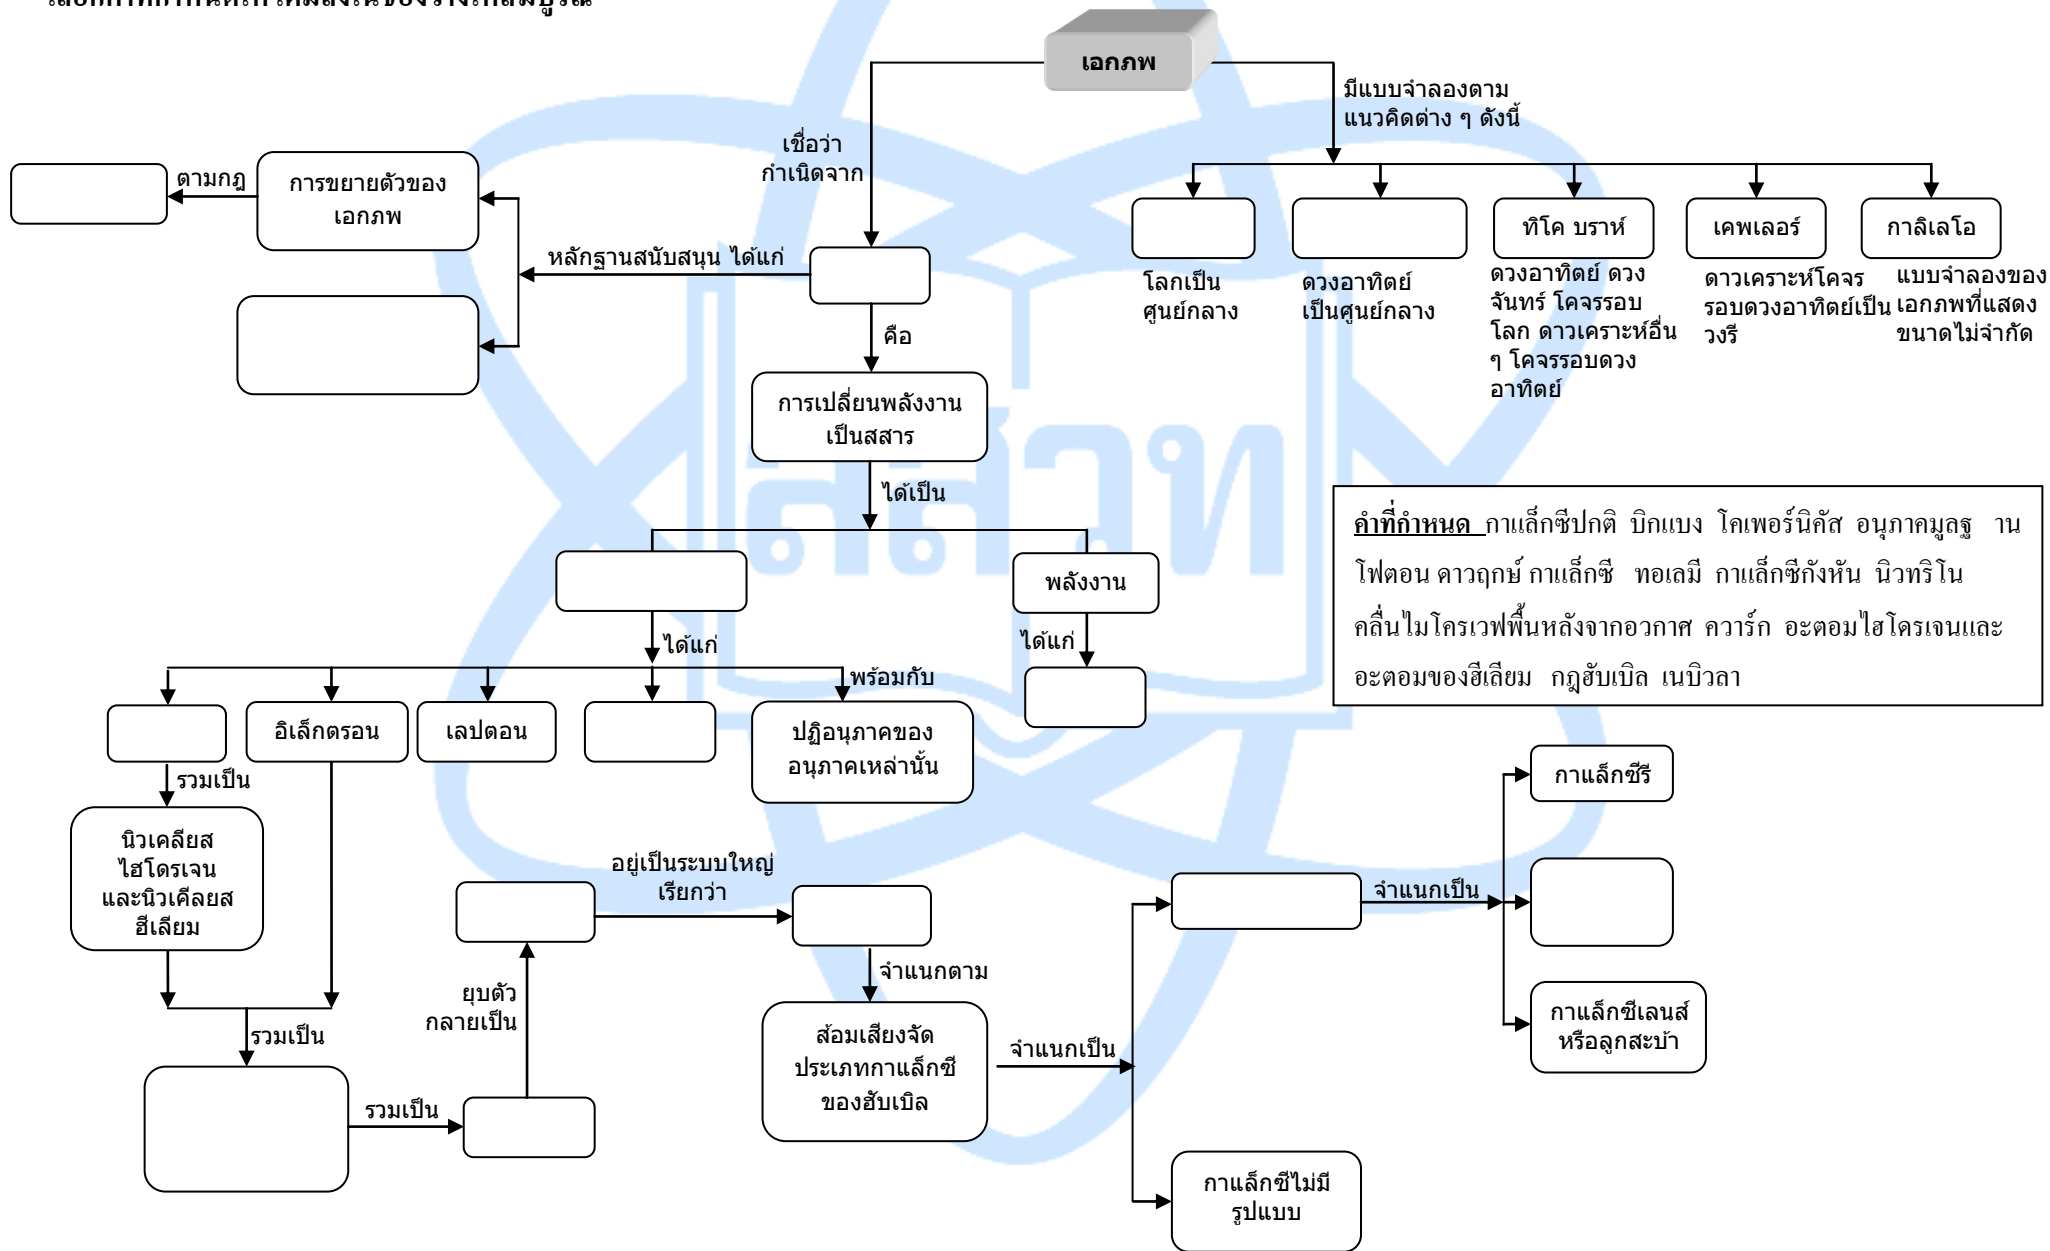 เอกภพ
มีแบบจำลองตาม
แนวคิดต่าง ๆ ดังนี้
เชื่อว่า
กำเนิดจาก
ตามกฎ
การขยายตัวของ
เอกภพ
หลักฐานสนับสนุน ได้แก่
ทิโค บราห์
เคพเลอร์
กาลิเลโอ
โลกเป็น
ศูนย์กลาง
ดวงอาทิตย์
เป็นศูนย์กลาง
ดวงอาทิตย์ ดวง
จันทร์ โคจรรอบ
โลก ดาวเคราะห์อื่น
ๆ โคจรรอบดวง
อาทิตย์
ดาวเคราะห์โคจร
รอบดวงอาทิตย์เป็น
วงรี
แบบจำลองของ
เอกภพที่แสดง
ขนาดไม่จำกัด
คือ
การเปลี่ยนพลังงาน
เป็นสสาร
ได้เป็น
สสวท
พลังงาน
คำที่กำหนด กาแล็กซีปกติ บิกแบง โคเพอร์นิคัส อนุภาคมูลฐ าน
โฟตอน ดาวฤกษ์ กาแล็กซี ทอเลมี กาแล็กซีกังหัน นิวทริโน
คลื่นไมโครเวฟพื้นหลังจากอวกาศ ควาร์ก อะตอมไฮโดรเจนและ
อะตอมของฮีเลียม กฎฮับเบิล เนบิวลา
ได้แก่
ได้แก่
พร้อมกับ
อิเล็กตรอน
เลปตอน
ปฏิอนุภาคของ
อนุภาคเหล่านั้น
รวมเป็น
นิวเคลียส
ไฮโดรเจน
และนิวเคีลยส
ฮีเลียม
อยู่เป็นระบบใหญ่
เรียกว่า
กาแล็กซีรี
จำแนกเป็น
จำแนกตาม
ยุบตัว
กลายเป็น
รวมเป็น
ส้อมเสียงจัด
ประเภทกาแล็กซี
ของฮับเบิล
จำแนกเป็น
กาแล็กซีเลนส์
หรือลูกสะบ้า
รวมเป็น
กาแล็กซีไม่มี
รูปแบบ